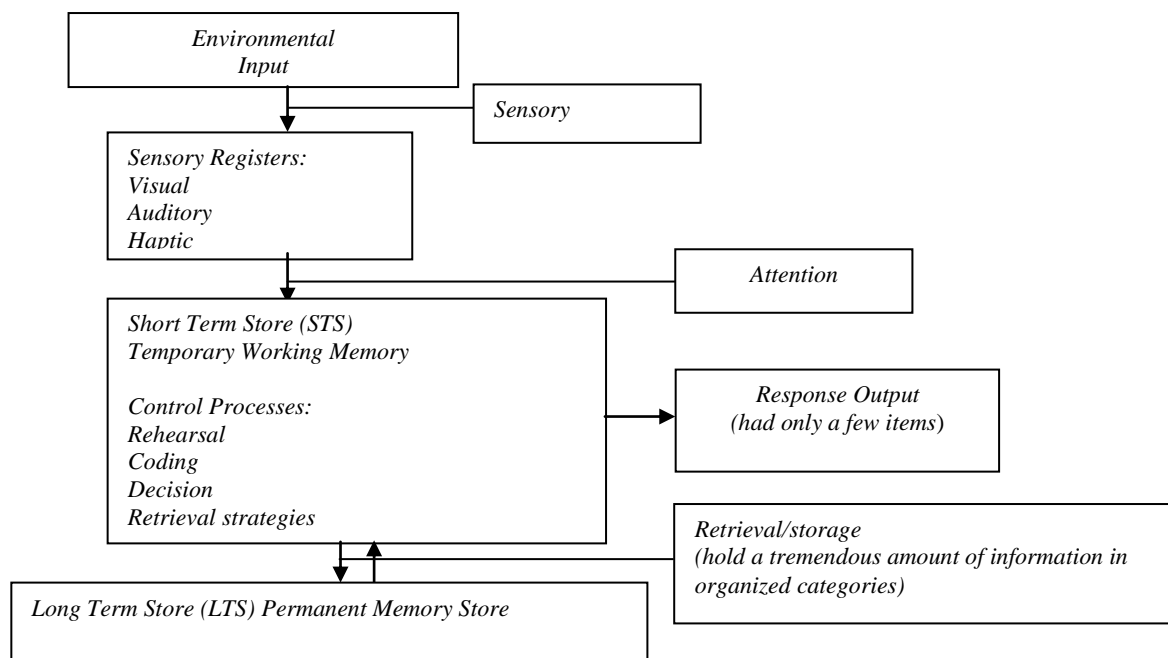 Environmental
Input
Sensory
Sensory Registers:
Visual
Auditory
Haptic
Attention
Short Term Store (STS)
Temporary Working Memory
Control Processes:
Rehearsal
Coding
Decision
Retrieval strategies
Response Output
(had only a few items)
Retrieval/storage
(hold a tremendous amount of information in
organized categories)
Long Term Store (LTS) Permanent Memory Store